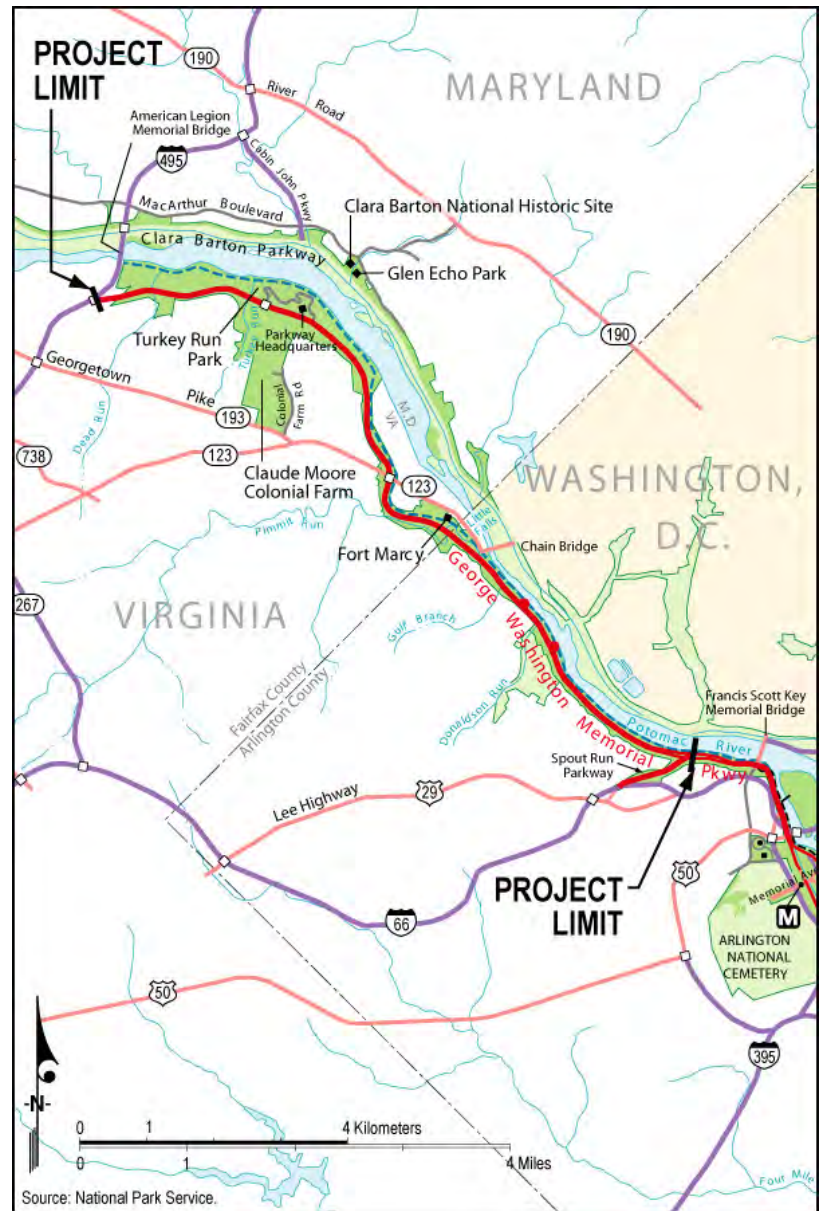 PROJECT
LIMIT
190
River Road
MARYLAND
American Legion
Memorial Bridge
495
Cabin John Pkwy
MacArthur Boulevard
Clara Barton National Historic Site
Clara Barton Parkway
Glen Echo Park
190
Turkey Run
Park
Turkey Run
Parkway
Headquarters
Georgetown
Pike
193
Colonial
Farm Rd
M.D
VA
Dead Run
738
123
Claude Moore
Colonial Farm
123
WASHINGTON,
D.C.
Pimmit Run
Little
Falls
Fort Marcy
Chain Bridge
George Washington Memorial Pkwy
267
VIRGINIA
Gulf Branch
Donaldson Run
Fairfax County
Arlington County
Francis Scott Key
Memorial Bridge
Potomac River
Spout Run
Parkway
Lee Highway
29
50
PROJECT
LIMIT
66
Memorial Ave
M
ARLINGTON
NATIONAL
CEMETERY
50
395
-N-
0 1 4 Kilometers
0 1 4 Miles
Four Mile
Source: National Park Service.